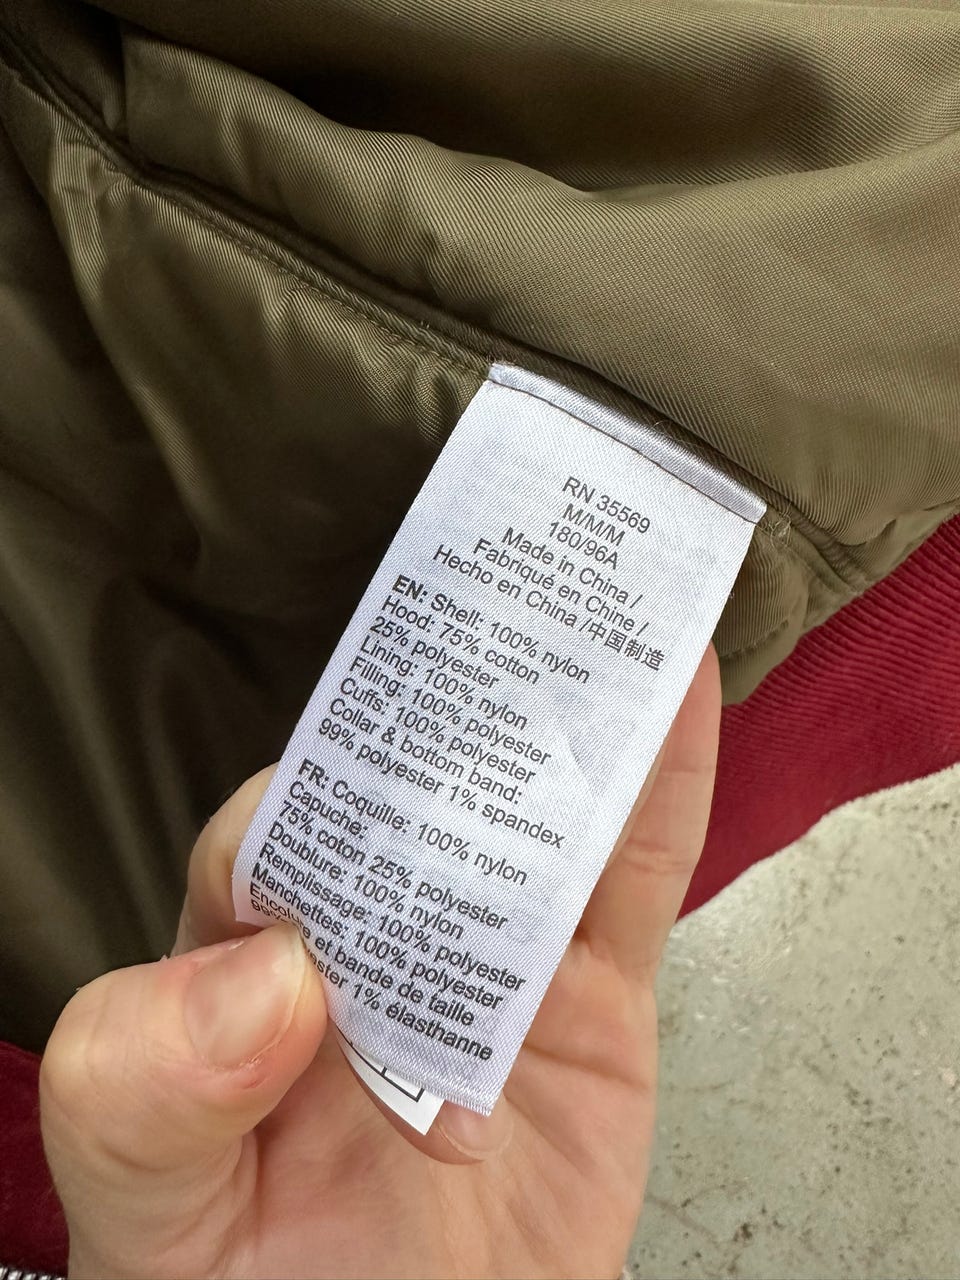 RN 35569
M/M/M
180/96A
Made in China /
Fabriqué en Chine /
Hecho en China /中国制造
EN: Shell: 100% nylon
Hood: 75% cotton
25% polyester
Lining: 100% nylon
Filling: 100% polyester
Cuffs: 100% polyester
Collar & bottom band:
99% polyester 1% spandex
FR: Coquille: 100% nylon
Capuche:
75% coton 25% polyester
Doublure: 100% nylon
Remplissage: 100% polyester
Manchettes: 100% polyester
et bande de taille
1% élasthanne